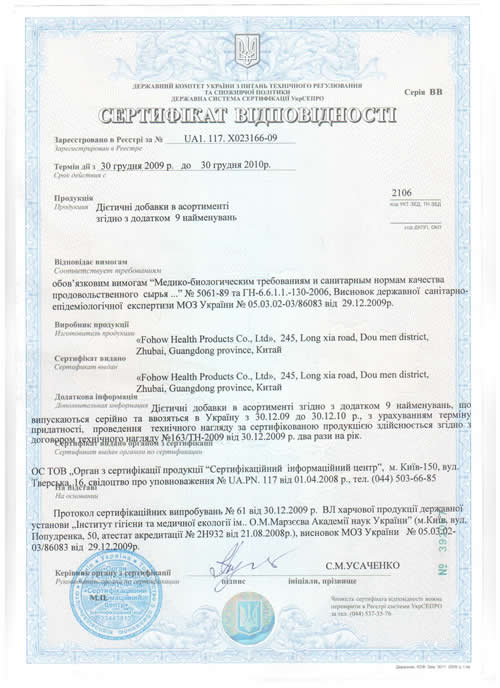 ДЕРЖАВНИЙ КОМІТЕТ УКРАЇНИ З ПИТАНЬ ТЕХНІЧНОГО РЕГУЛЮВАННЯ
ТА СПОЖИВЧОЇ ПОЛІТИКИ
ДЕРЖАВНА СИСТЕМА СЕРТИФІКАЦІЇ УкрСЕПРО
Серія ВВ
СЕРТИФІКАТ ВІДПОВІДНОСТІ
Зареєстровано в Реєстрі за № UA1. 117. X023166-09
Зарегистрирован в Реестре
Термін дії з 30 грудня 2009 р. до 30 грудня 2010р.
Срок действия с
Продукція Дієтичні добавки в асортименті 2106
Продукция згідно з додатком 9 найменувань код УКТ ЗЕД, ТН ЗЕД
код ДКПП, ОКП
Відповідає вимогам
Соответствует требованиям
обов'язковим вимогам "Медико-биологическим требованиям и санитарным нормам качества
продовольственного сырья ..." № 5061-89 та ГН-6.6.1.1.-130-2006, Висновок державної санітарно-
епідеміологічної експертизи МОЗ України № 05.03.02-03/86083 від 29.12.2009р.
Виробник продукції
Изготовитель продукции
«Fohow Health Products Co., Ltd», 245, Long xia road, Dou men district,
Zhubai, Guangdong province, Китай
Сертифікат видано
Сертификат выдан
«Fohow Health Products Co., Ltd», 245, Long xia road, Dou men district,
Zhubai, Guangdong province, Китай
Додаткова інформація
Дополнительная информация Дієтичні добавки в асортименті згідно з додатком 9 найменувань, що
випускаються серійно та ввозяться в Україну з 30.12.09 до 30.12.10 р., з урахуванням терміну
придатності, проведення технічного нагляду за сертифікованою продукцією здійснюється згідно з
договором технічного нагляду №163/ТН-2009 від 30.12.2009р. два рази на рік.
Сертификат выдан органом по сертификации
ОС ТОВ „Орган з сертифікації продукції "Сертифікаційний інформаційний центр", м. Київ-150, вул.
Тверська 16, свідоцтво про уповноваження № UA.PN. 117 від 01.04.2008 р., тел. (044) 503-66-85
На підставі
На основании
Протокол сертифікаційних випробувань № 61 від 30.12.2009 р. ВЛ харчової продукції державної
установи „Інститут гігієни та медичної екології ім.. О.М.Марзєєва Академії наук України" (м.Київ, вул.
Попудренка, 50, атестат акредитації № 2Н932 від 21.08.2008р.), висновок МОЗ України № 05.03.02-
03/86083 від 29.12.2009р.
Керівник органу з сертифікації С.М.УСАЧЕНКО
підпис ініціали, прізвище
М.П.
Чинність сертифіката відповідності можна
перевірити в Реєстрі системи УкрСЕПРО
за тел. (044) 537-35-76